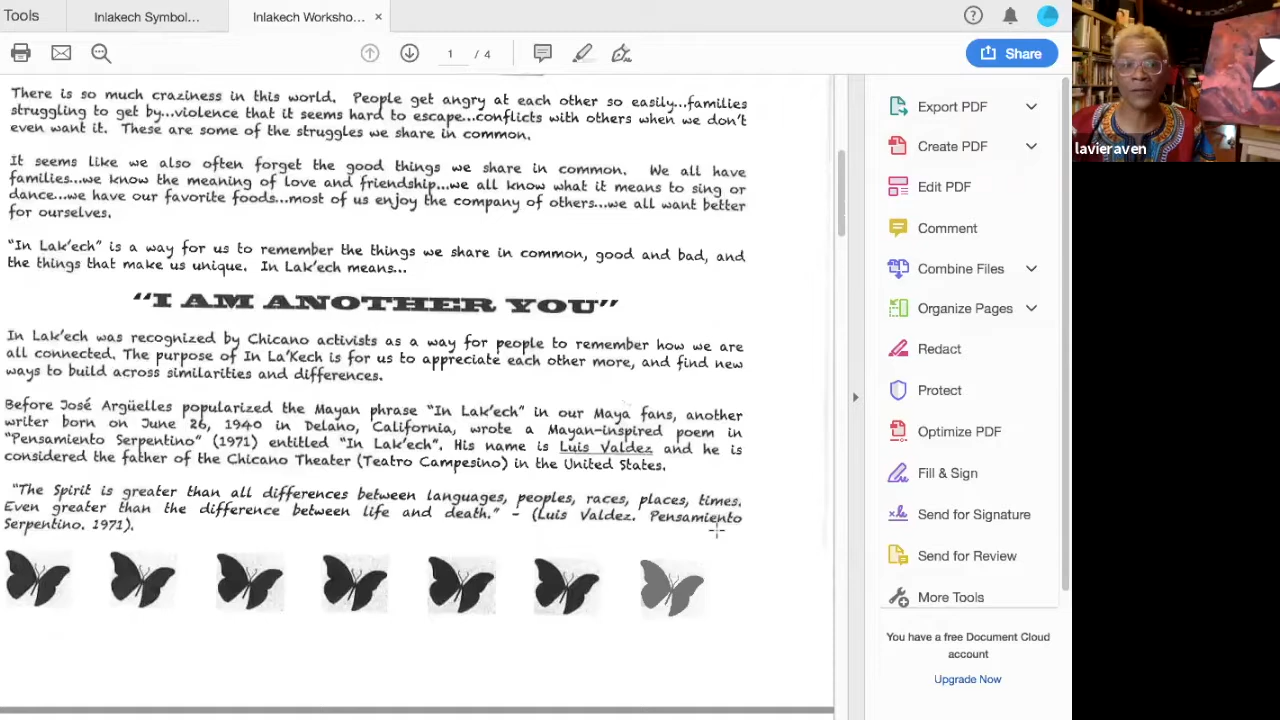 Tools
Inlakech Symbol...
Inlakech Worksho...
×
1 / 4
Share
There is so much craziness in this world. People get angry at each other so easily...families
struggling to get by...violence that it seems hard to escape...conflicts with others when we don't
even want it. These are some of the struggles we share in common.
It seems like we also often forget the good things we share in common. We all have
families...we know the meaning of love and friendship...we all know what it means to sing or
dance...we have our favorite foods...most of us enjoy the company of others...we all want better
for ourselves.
"In Lak'ech" is a way for us to remember the things we share in common, good and bad, and
the things that make us unique. In Lak'ech means...
"I AM ANOTHER YOU"
In Lak'ech was recognized by Chicano activists as a way for people to remember how we are
all connected. The purpose of In La'Kech is for us to appreciate each other more, and find new
ways to build across similarities and differences.
Before José Argüelles popularized the Mayan phrase "In Lak'ech" in our Maya fans, another
writer born on June 26, 1940 in Delano, California, wrote a Mayan-inspired poem in
"Pensamiento Serpentino" (1971) entitled "In Lak'ech". His name is Luis Valdez and he is
considered the father of the Chicano Theater (Teatro Campesino) in the United States.
"The Spirit is greater than all differences between languages, peoples, races, places, times.
Even greater than the difference between life and death." - (Luis Valdez. Pensamiento
Serpentino. 1971).
Export PDF
Create PDF
Edit PDF
Comment
Combine Files
Organize Pages
Redact
Protect
Optimize PDF
Fill & Sign
Send for Signature
Send for Review
More Tools
You have a free Document Cloud
account
Upgrade Now
lavieraven